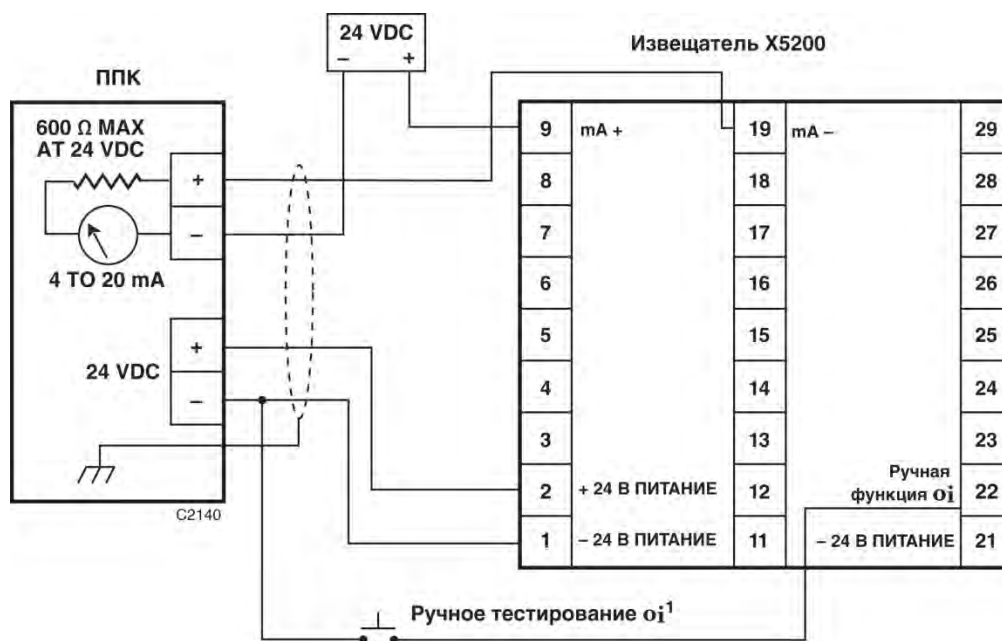 24 VDC
– +
Извещатель X5200
ППК
600 Ω MAX
AT 24 VDC
+
–
4 TO 20 mA
24 VDC
+
–
C2140
9 mA + 19 mA – 29
8 18 28
7 17 27
6 16 26
5 15 25
4 14 24
3 13 23
Ручная
2 + 24 В ПИТАНИЕ 12 функция oi 22
1 – 24 В ПИТАНИЕ 11 – 24 В ПИТАНИЕ 21
Ручное тестирование oi¹